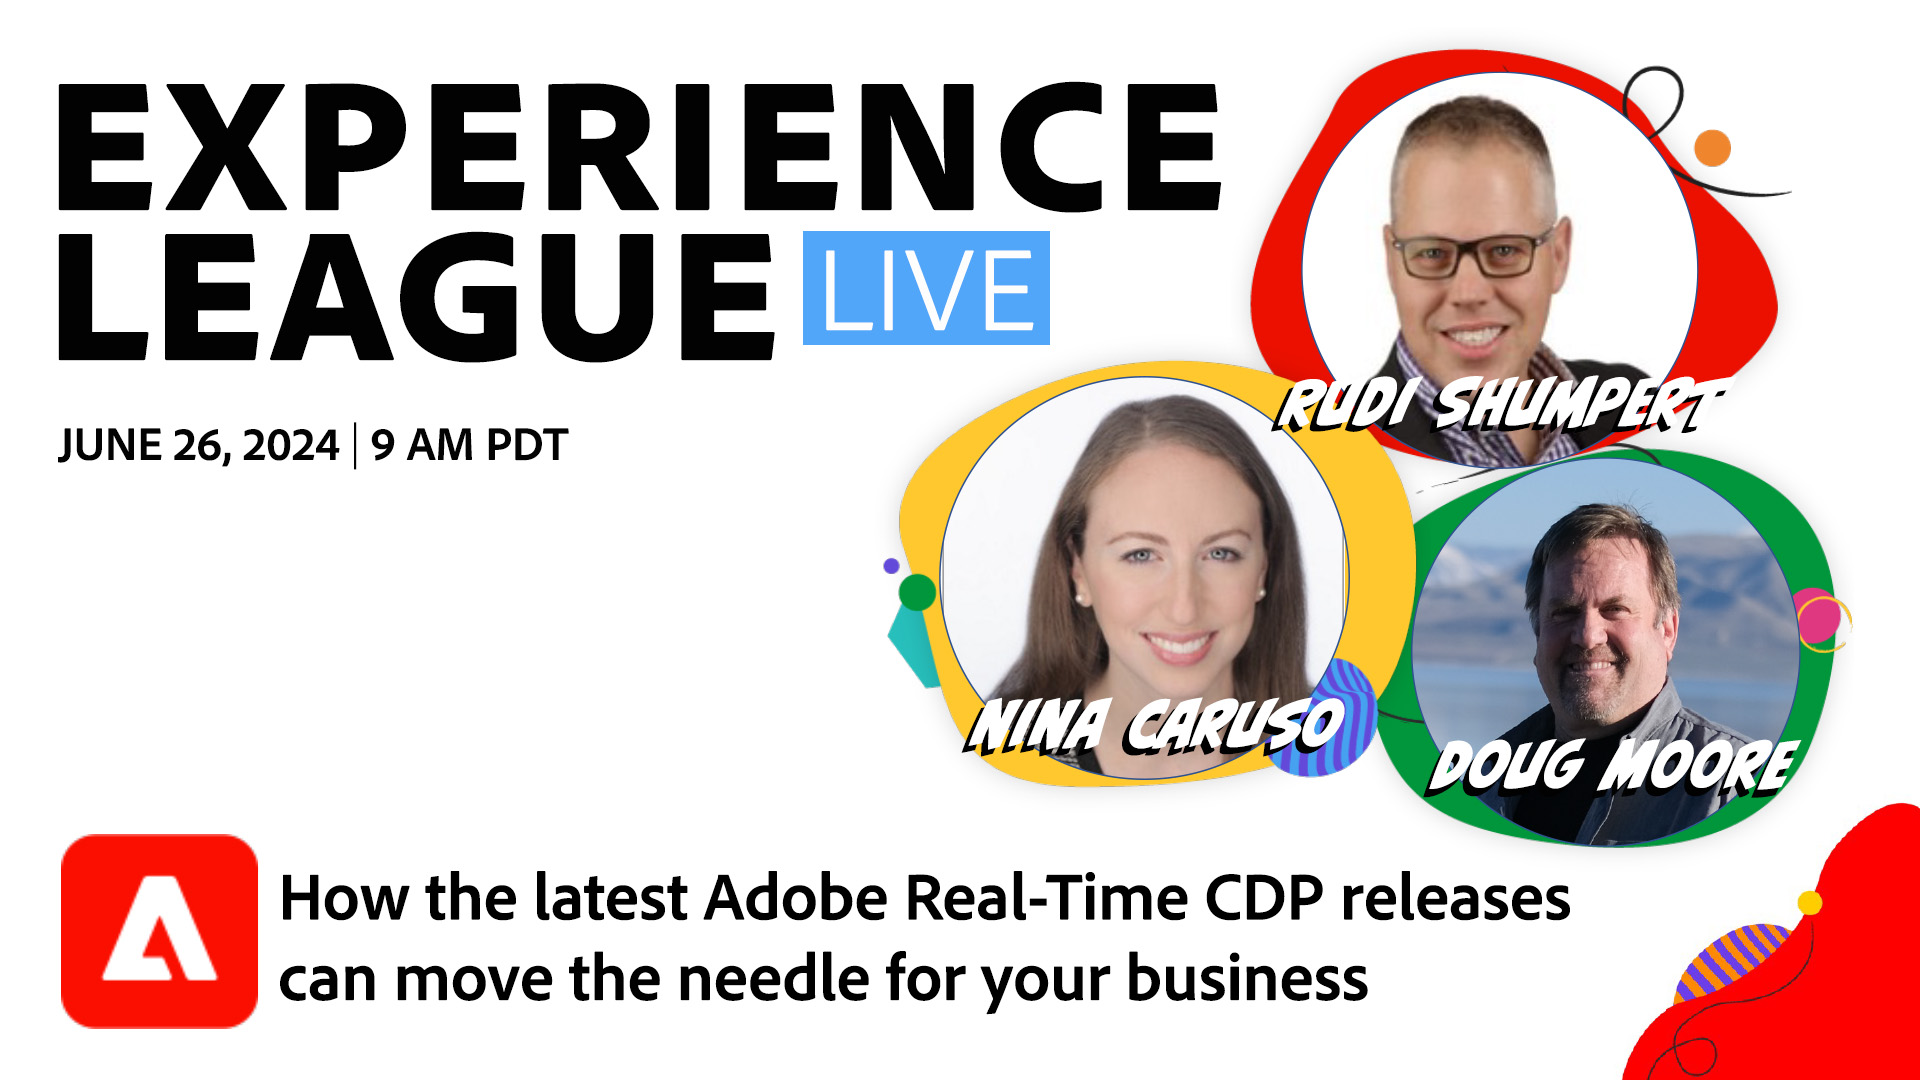 EXPERIENCE
LEAGUE LIVE
JUNE 26, 2024 | 9 AM PDT
RUDI SHUMPERT
NINA CARUSO
DOUG MOORE
How the latest Adobe Real-Time CDP releases
can move the needle for your business